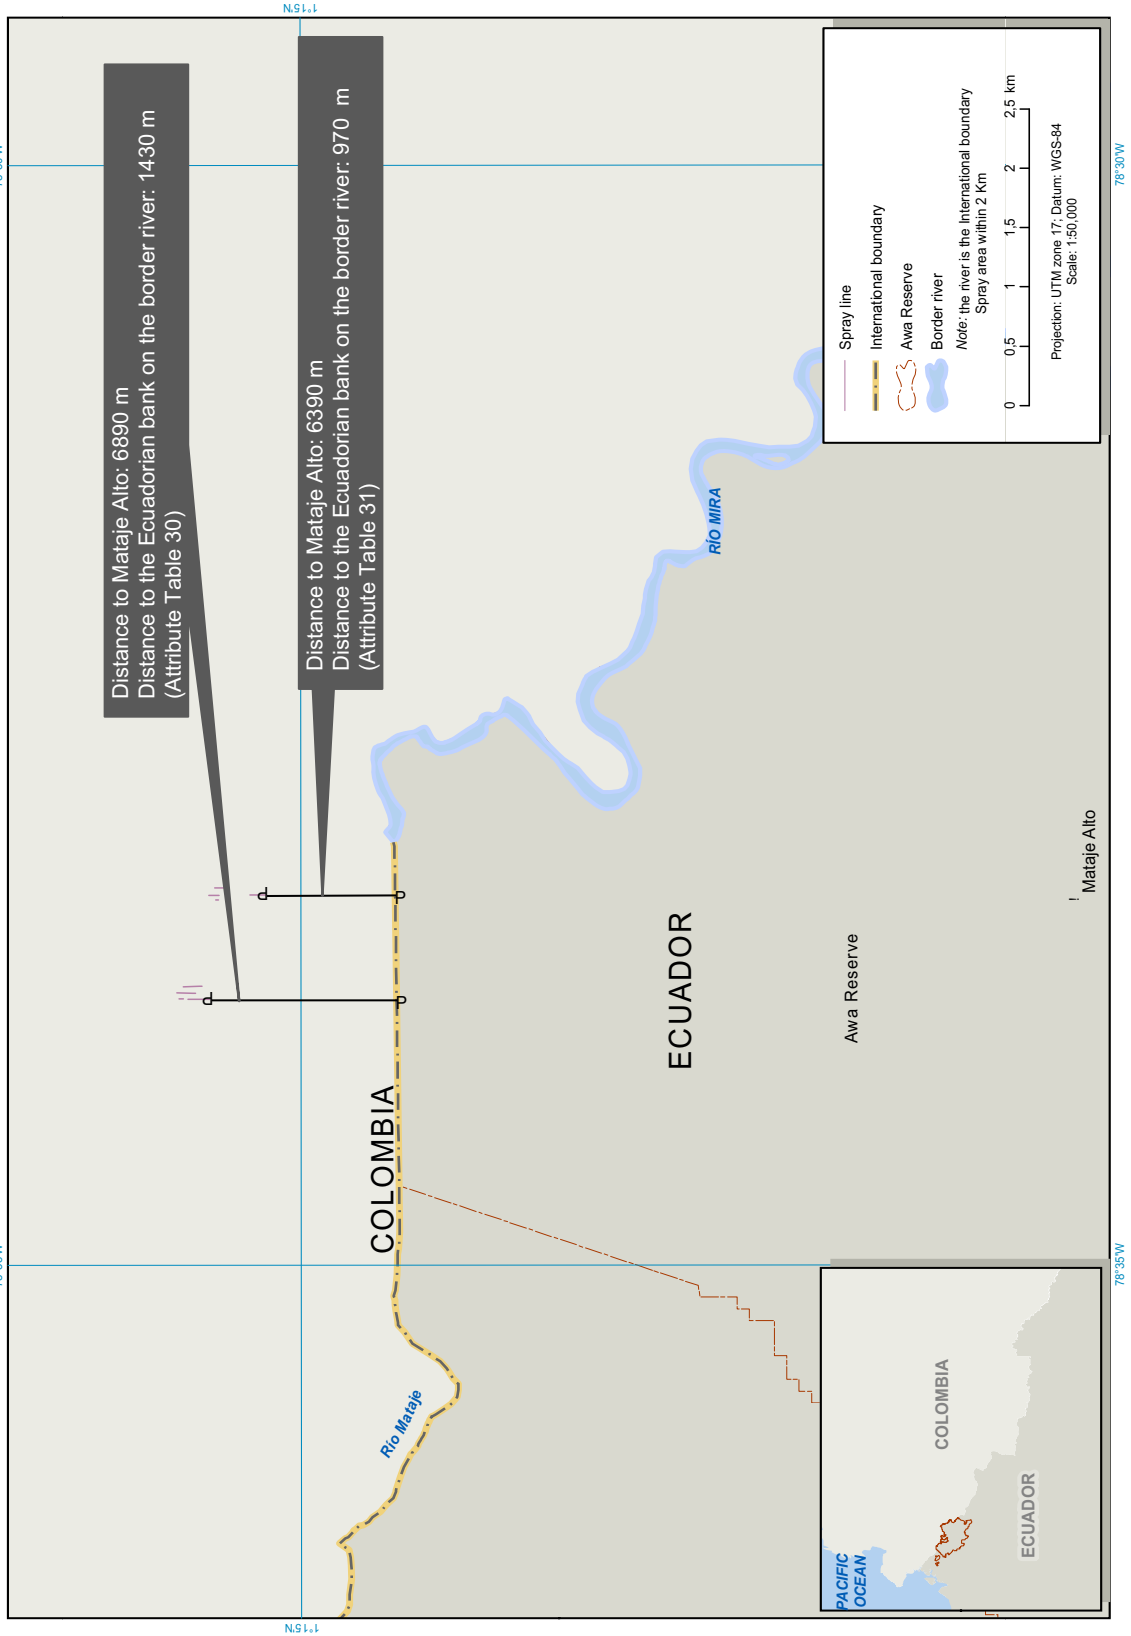 Distance to Mataje Alto: 6890 m
Distance to the Ecuadorian bank on the border river: 1430 m
(Attribute Table 30)
Distance to Mataje Alto: 6390 m
Distance to the Ecuadorian bank on the border river: 970 m
(Attribute Table 31)
1°15'N
1°15'N
78°35'W
78°30'W
COLOMBIA
ECUADOR
Río Mataje
RÍO MIRA
Awa Reserve
! Mataje Alto
PACIFIC
OCEAN
COLOMBIA
ECUADOR
Spray line
International boundary
Awa Reserve
Border river
Note: the river is the International boundary
Spray area within 2 Km
0 0,5 1 1,5 2 2,5 km
Projection: UTM zone 17; Datum: WGS-84
Scale: 1:50,000